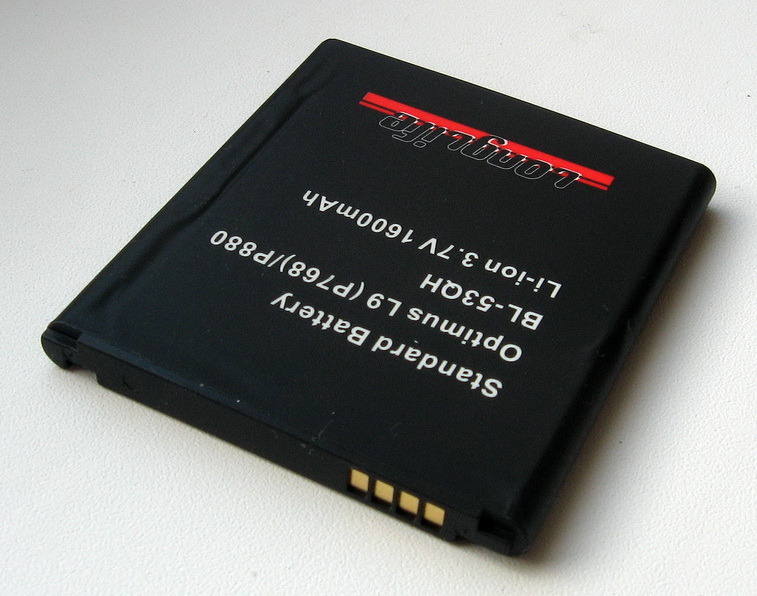 LongLife
Li-ion 3.7V 1600mAh
BL-53QH
Optimus L9 (P768)/P880
Standard Battery